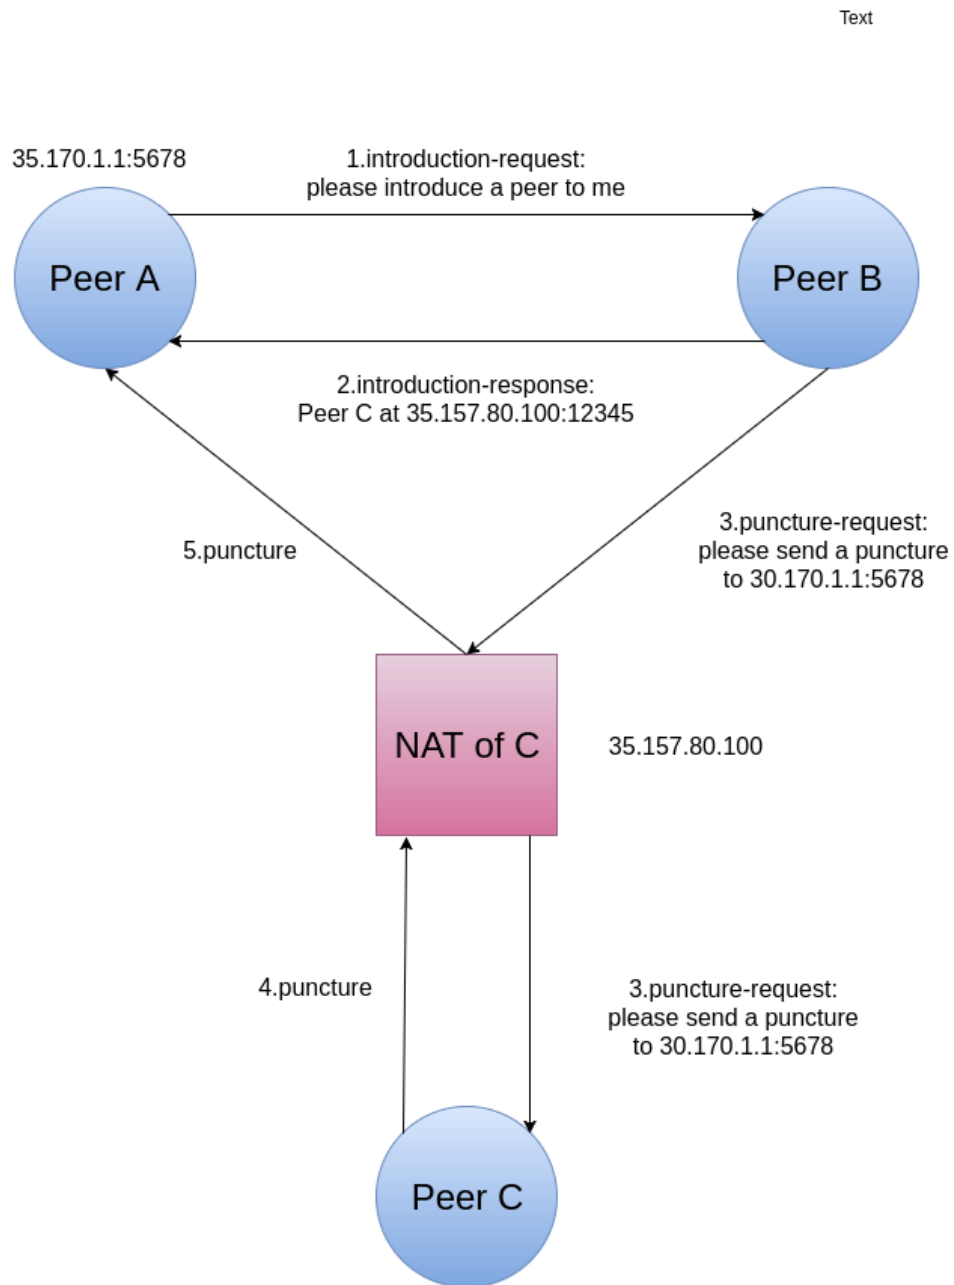 Text
35.170.1.1:5678
1.introduction-request:
please introduce a peer to me
Peer A
Peer B
2.introduction-response:
Peer C at 35.157.80.100:12345
5.puncture
3.puncture-request:
please send a puncture
to 30.170.1.1:5678
NAT of C
35.157.80.100
4.puncture
3.puncture-request:
please send a puncture
to 30.170.1.1:5678
Peer C